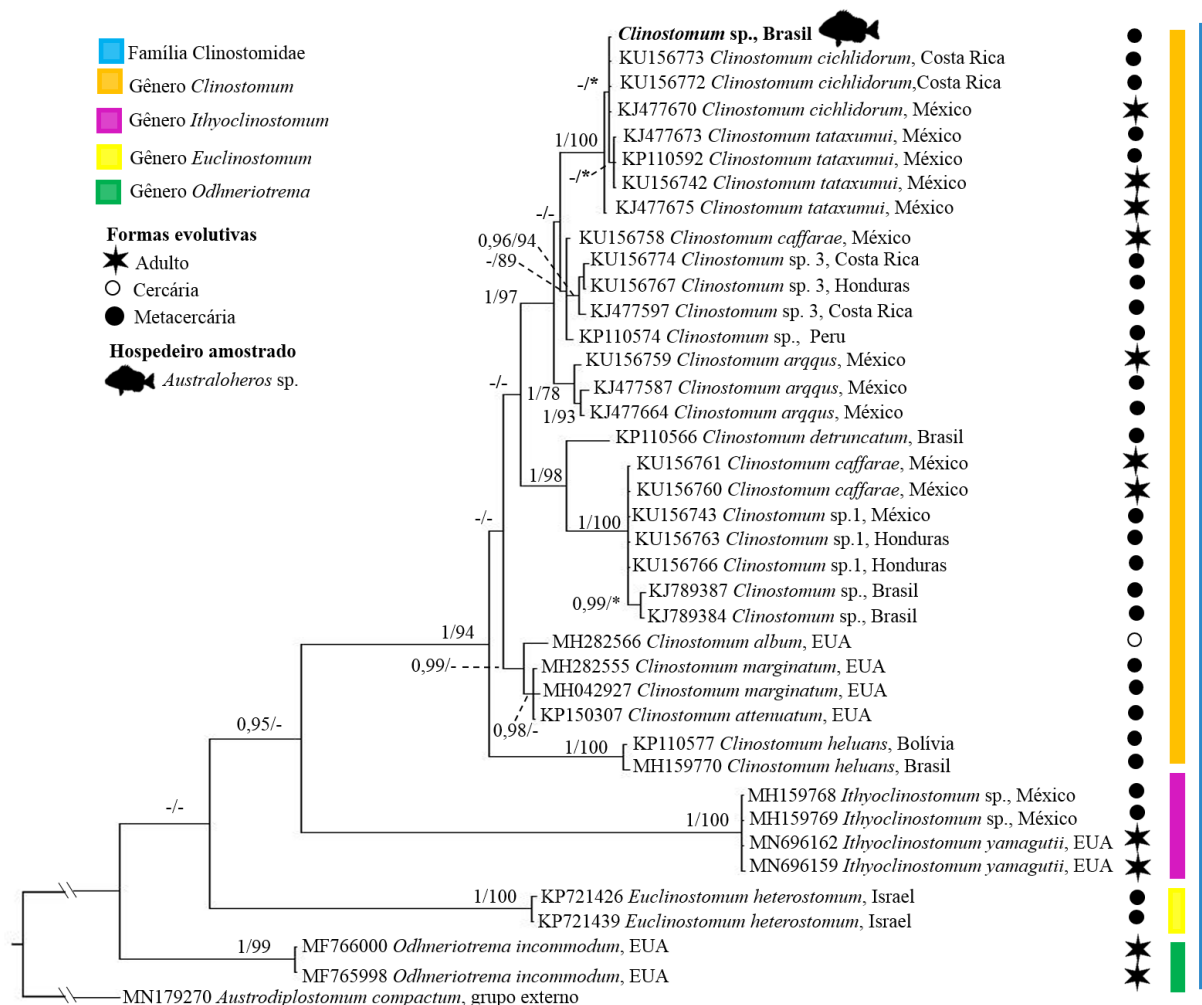 Família Clinostomidae
Gênero Clinostomum
Gênero Ithyoclinostomum
Gênero Euclinostomum
Gênero Odhneriotrema
Formas evolutivas
Adulto
Cercária
Metacercária
Hospedeiro amostrado
Australoheros sp.
Clinostomum sp., Brasil
KU156773 Clinostomum cichlidorum, Costa Rica
KU156772 Clinostomum cichlidorum,Costa Rica
-/*
KJ477670 Clinostomum cichlidorum, México
1/100
KJ477673 Clinostomum tataxumui, México
KP110592 Clinostomum tataxumui, México
-/*
KU156742 Clinostomum tataxumui, México
KJ477675 Clinostomum tataxumui, México
-/-
0,96/94
KU156758 Clinostomum caffarae, México
-/89
KU156774 Clinostomum sp. 3, Costa Rica
KU156767 Clinostomum sp. 3, Honduras
1/97
KJ477597 Clinostomum sp. 3, Costa Rica
KP110574 Clinostomum sp., Peru
KU156759 Clinostomum arqqus, México
-/-
1/78
KJ477587 Clinostomum arqqus, México
1/93
KJ477664 Clinostomum arqqus, México
KP110566 Clinostomum detruncatum, Brasil
1/98
KU156761 Clinostomum caffarae, México
KU156760 Clinostomum caffarae, México
-/-
1/100
KU156743 Clinostomum sp.1, México
KU156763 Clinostomum sp.1, Honduras
KU156766 Clinostomum sp.1, Honduras
KJ789387 Clinostomum sp., Brasil
0,99/*
KJ789384 Clinostomum sp., Brasil
1/94
MH282566 Clinostomum album, EUA
0,99/-
MH282555 Clinostomum marginatum, EUA
MH042927 Clinostomum marginatum, EUA
KP150307 Clinostomum attenuatum, EUA
0,98/-
0,95/-
1/100
KP110577 Clinostomum heluans, Bolívia
MH159770 Clinostomum heluans, Brasil
-/-
MH159768 Ithyoclinostomum sp., México
1/100
MH159769 Ithyoclinostomum sp., México
MN696162 Ithyoclinostomum yamagutii, EUA
MN696159 Ithyoclinostomum yamagutii, EUA
1/100
KP721426 Euclinostomum heterostomum, Israel
KP721439 Euclinostomum heterostomum, Israel
1/99
MF766000 Odhneriotrema incommodum, EUA
MF765998 Odhneriotrema incommodum, EUA
MN179270 Austrodiplostomum compactum, grupo externo